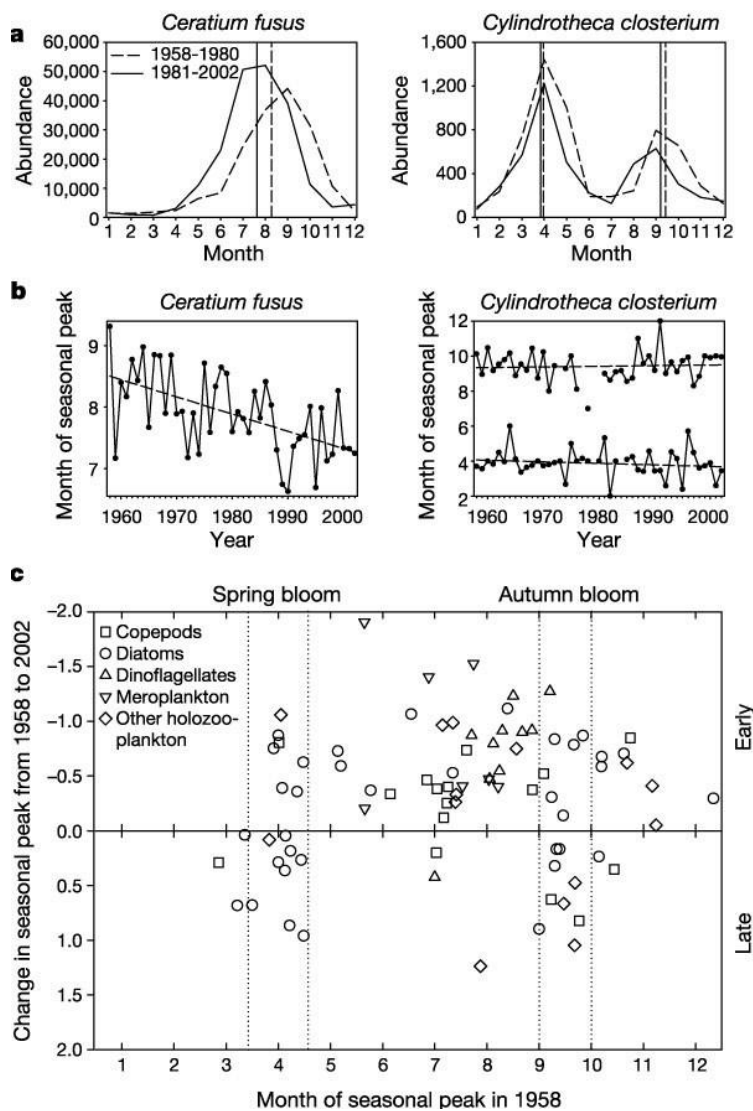 a
Ceratium fusus
Cylindrotheca closterium
60,000
50,000
40,000
30,000
20,000
10,000
0
Abundance
1958–1980
1981–2002
1 2 3 4 5 6 7 8 9 10 11 12
Month
1,600
1,200
800
400
0
Abundance
1 2 3 4 5 6 7 8 9 10 11 12
Month
b
Ceratium fusus
Cylindrotheca closterium
Month of seasonal peak
9
8
7
1960 1970 1980 1990 2000
Year
Month of seasonal peak
12
10
8
6
4
2
1960 1970 1980 1990 2000
Year
c
Spring bloom
Autumn bloom
Change in seasonal peak from 1958 to 2002
–2.0
–1.5
–1.0
–0.5
0.0
0.5
1.0
1.5
2.0
Copepods
Diatoms
Dinoflagellates
Meroplankton
Other holozoo-
plankton
Early
Late
1 2 3 4 5 6 7 8 9 10 11 12
Month of seasonal peak in 1958